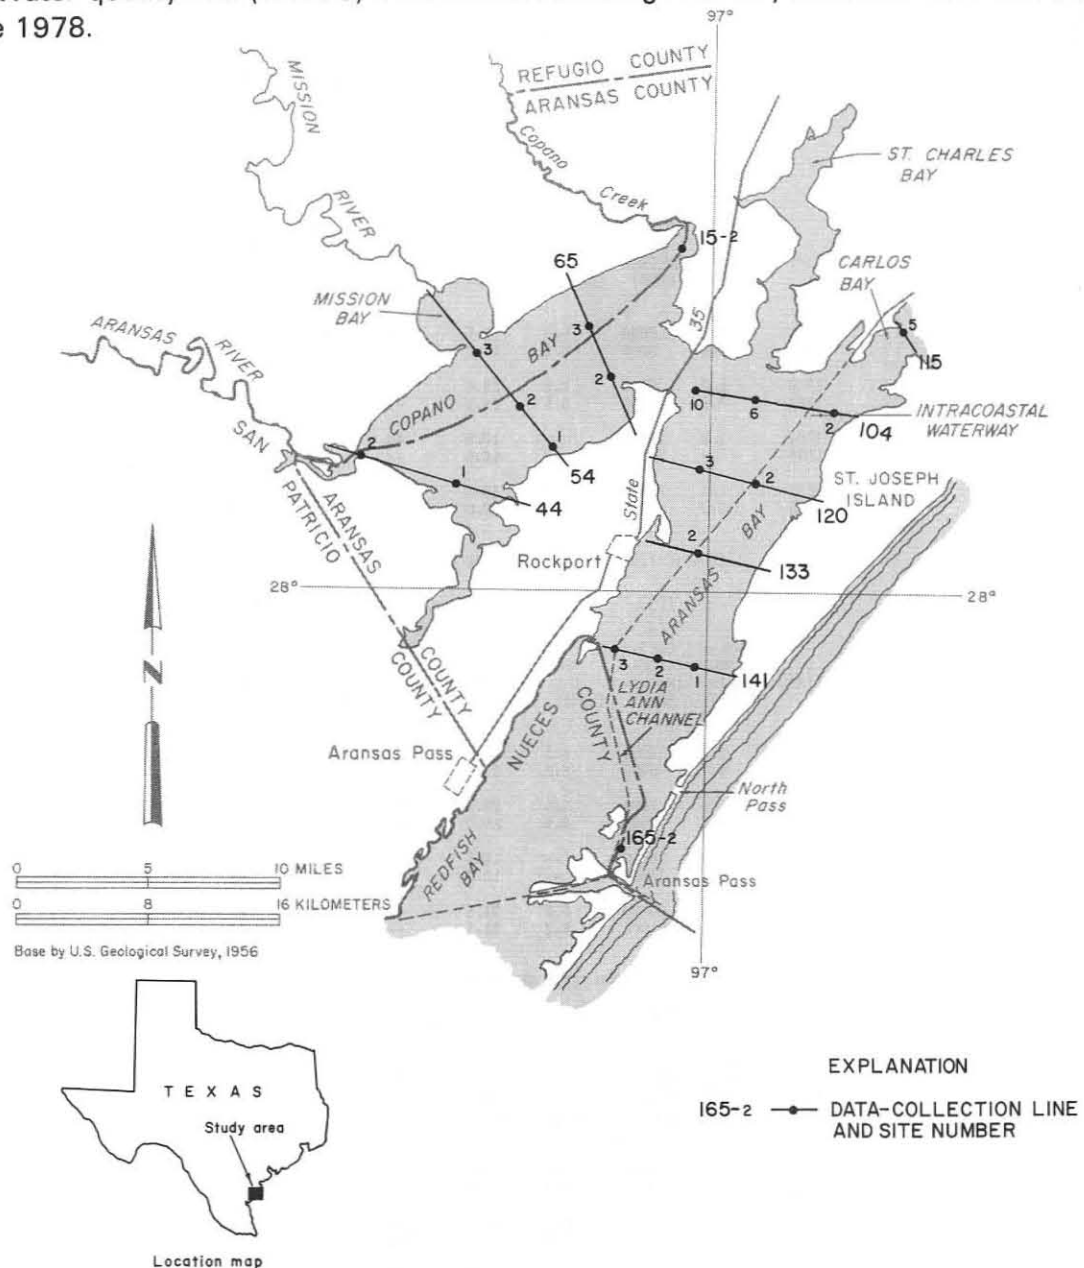 e 1978.
97°
REFUGIO COUNTY
ARANSAS COUNTY
MISSION
RIVER
Copano
Creek
ST. CHARLES
BAY
15-2
65
CARLOS
BAY
MISSION
BAY
35
ARANSAS
RIVER
5
115
3
3
BAY
2
COPANO
2
10
6
2
104
INTRACOASTAL
WATERWAY
SAN
PATRICIO
2
1
54
1
44
ARANSAS
State
3
2
ST. JOSEPH
ISLAND
120
BAY
Rockport
2
133
28°
28°
ARANSAS
COUNTY
COUNTY
3
2
1
141
LYDIA
ANN
CHANNEL
COUNTY
NUECES
Aransas Pass
North
Pass
N
REDFISH
BAY
165-2
Aransas Pass
0 5 10 MILES
0 8 16 KILOMETERS
Base by U.S. Geological Survey, 1956
97°
TEXAS
Study area
Location map
EXPLANATION
165-2 DATA-COLLECTION LINE
AND SITE NUMBER